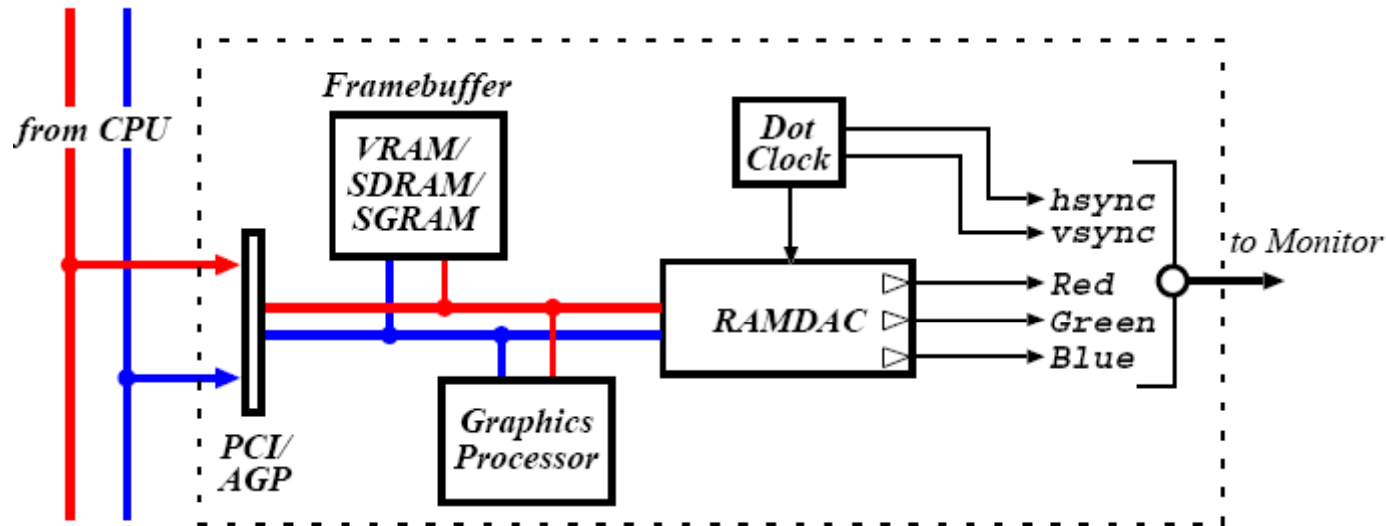 Framebuffer
from CPU
VRAM/
SDRAM/
SGRAM
Dot
Clock
hsync
vsync
to Monitor
Red
RAMDAC
Green
Blue
PCI/
AGP
Graphics
Processor